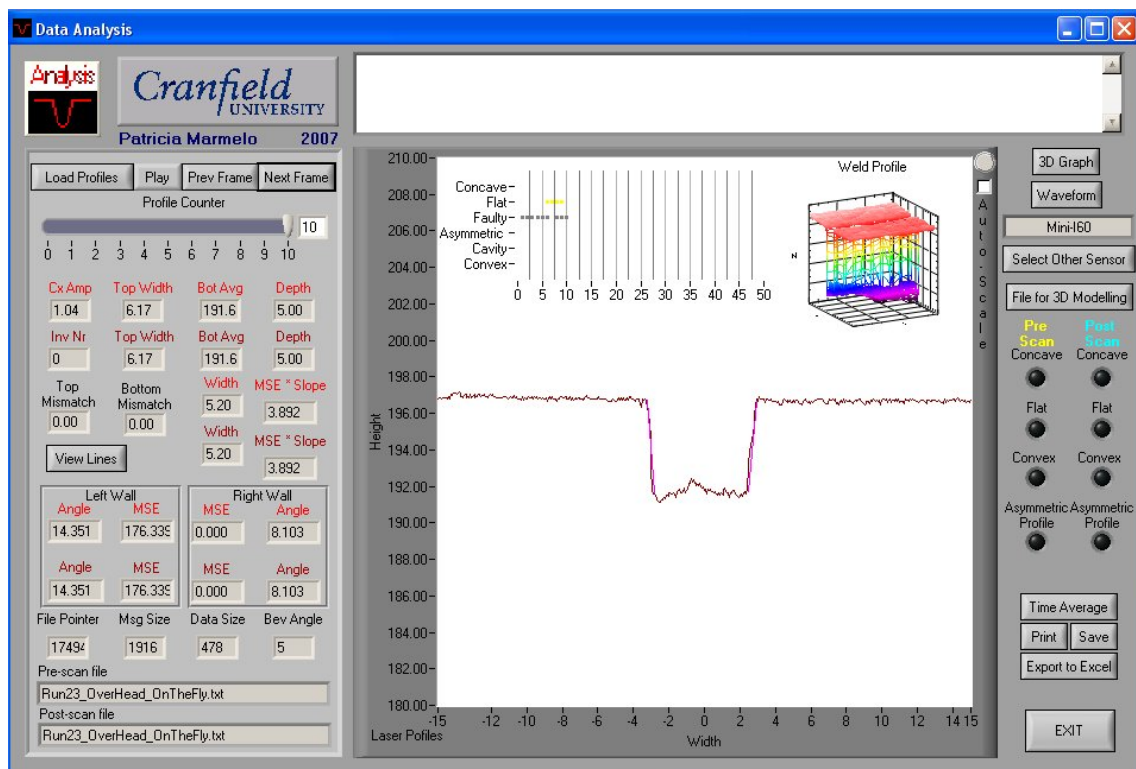 Data Analysis
Analysis
Cranfield
UNIVERSITY
Patricia Marmelo 2007
Load Profiles Play Prev Frame Next Frame
Profile Counter
10
0 1 2 3 4 5 6 7 8 9 10
Cx Amp Top Width Bot Avg Depth
1.04 6.17 191.6 5.00
Inv Nr Top Width Bot Avg Depth
0 6.17 191.6 5.00
Top Mismatch Bottom Mismatch Width MSE * Slope
0.00 0.00 5.20 3.892
Width MSE * Slope
5.20 3.892
View Lines
Left Wall Right Wall
Angle MSE MSE Angle
14.351 176.339 0.000 8.103
Angle MSE MSE Angle
14.351 176.339 0.000 8.103
File Pointer Msg Size Data Size Bev Angle
17494 1916 478 5
Pre-scan file
Run23_OverHead_OnTheFly.txt
Post-scan file
Run23_OverHead_OnTheFly.txt
210.00
208.00
206.00
204.00
202.00
200.00
198.00
196.00
194.00
192.00
190.00
188.00
186.00
184.00
182.00
180.00
Height
-15 -14 -12 -10 -8 -6 -4 -2 0 2 4 6 8 10 12 14 15
Width
Laser Pofiles
Concave
Flat
Faulty
Asymmetric
Cavity
Convex
0 5 10 15 20 25 30 35 40 45 50
Weld Profile
Z
Auto-Scale
3D Graph
Waveform
Mini-I60
Select Other Sensor
File for 3D Modelling
Pre Scan Post Scan
Concave Concave
Flat Flat
Convex Convex
Asymmetric Profile Asymmetric Profile
Time Average
Print Save
Export to Excel
EXIT